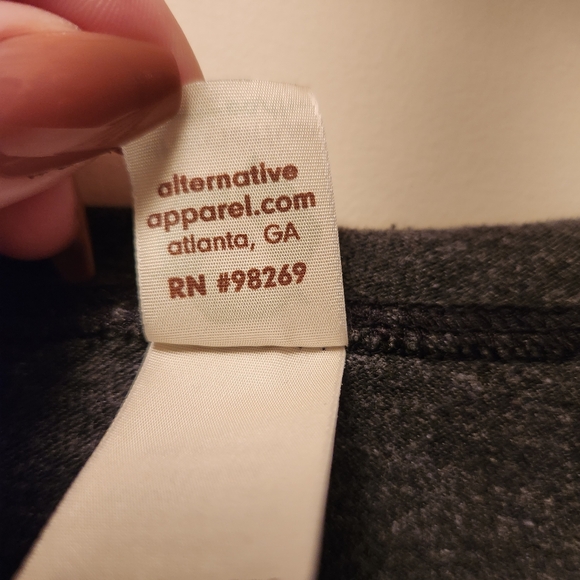 alternative
apparel.com
atlanta, GA
RN #98269